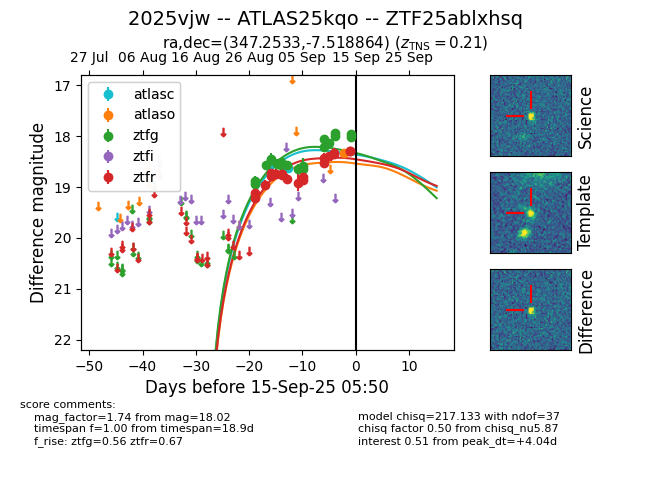 2025vjw -- ATLAS25kqo -- ZTF25ablxhsq
ra,dec=(347.2533,-7.518864) (z_TNS = 0.21)
27 Jul 06 Aug 16 Aug 26 Aug 05 Sep 15 Sep 25 Sep
17
18
19
20
21
22
Difference magnitude
atlasc
atlaso
ztfg
ztfi
ztfr
−50 −40 −30 −20 −10 0 10
Days before 15-Sep-25 05:50
Science
Template
Difference
score comments:
mag_factor=1.74 from mag=18.02
timespan f=1.00 from timespan=18.9d
f_rise: ztfg=0.56 ztfr=0.67
model chisq=217.133 with ndof=37
chisq factor 0.50 from chisq_nu5.87
interest 0.51 from peak_dt=+4.04d